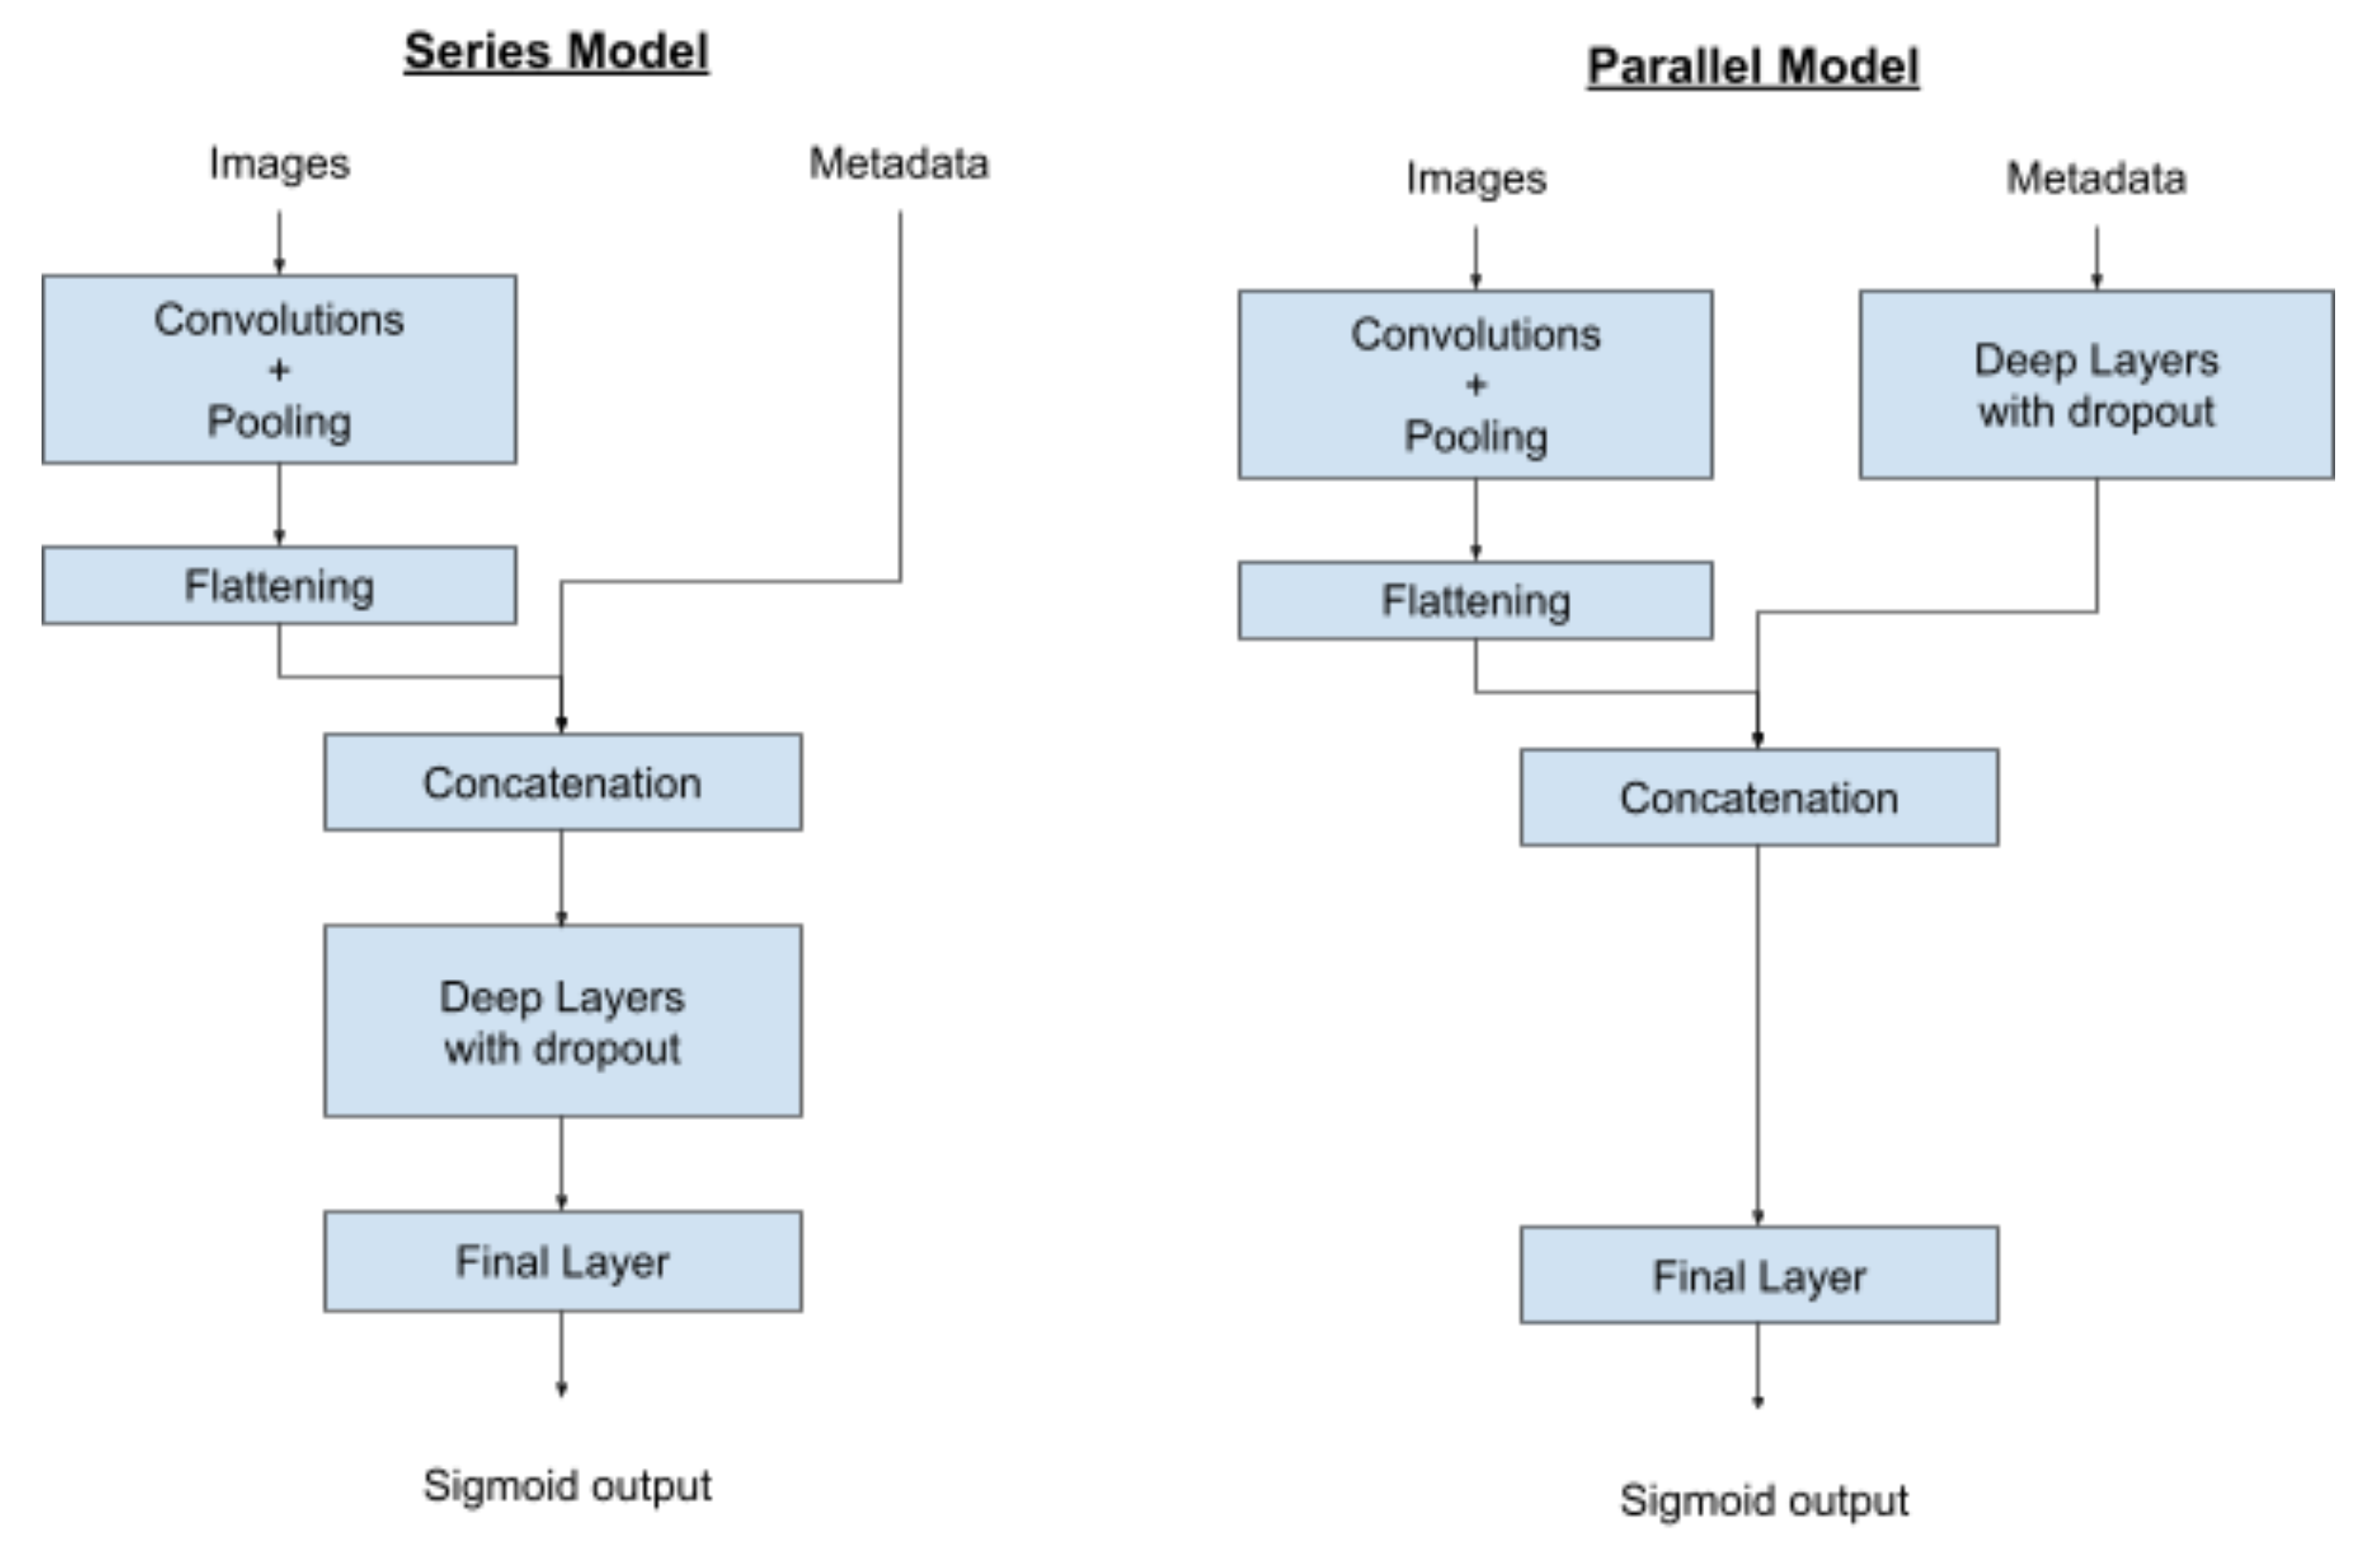 Series Model
Images
Metadata
Convolutions
+
Pooling
Flattening
Concatenation
Deep Layers
with dropout
Final Layer
Sigmoid output
Parallel Model
Images
Metadata
Convolutions
+
Pooling
Deep Layers
with dropout
Flattening
Concatenation
Final Layer
Sigmoid output